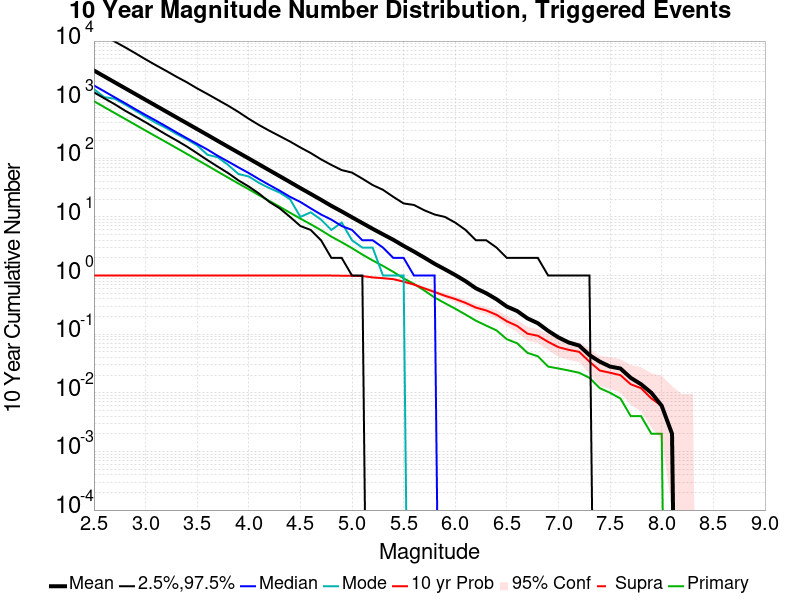 10 Year Magnitude Number Distribution, Triggered Events
10 Year Cumulative Number
10^4
10^3
10^2
10^1
10^0
10^-1
10^-2
10^-3
10^-4
2.5 3.0 3.5 4.0 4.5 5.0 5.5 6.0 6.5 7.0 7.5 8.0 8.5 9.0
Magnitude
Mean 2.5%,97.5% Median Mode 10 yr Prob 95% Conf Supra Primary